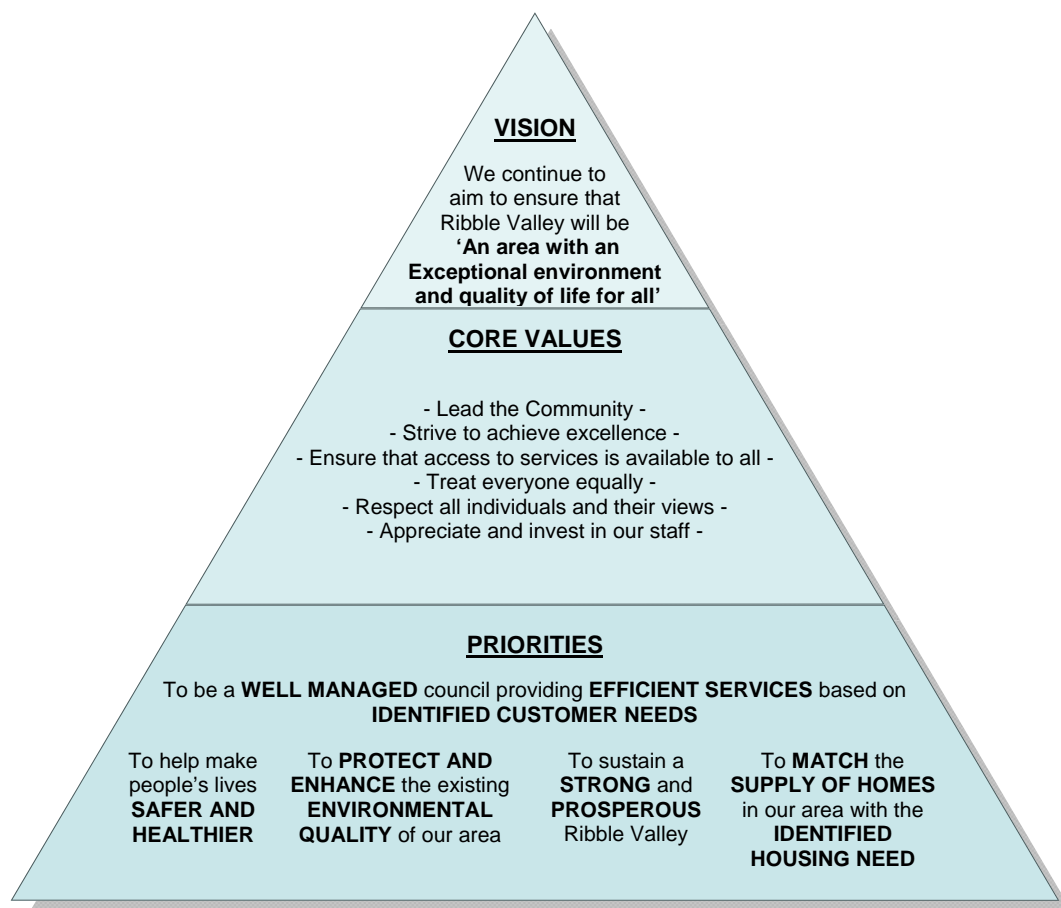 VISION
We continue to
aim to ensure that
Ribble Valley will be
‘An area with an
Exceptional environment
and quality of life for all’
CORE VALUES
- Lead the Community -
- Strive to achieve excellence -
- Ensure that access to services is available to all -
- Treat everyone equally -
- Respect all individuals and their views -
- Appreciate and invest in our staff -
PRIORITIES
To be a WELL MANAGED council providing EFFICIENT SERVICES based on
IDENTIFIED CUSTOMER NEEDS
To help make
people’s lives
SAFER AND
HEALTHIER
To PROTECT AND
ENHANCE the existing
ENVIRONMENTAL
QUALITY of our area
To sustain a
STRONG and
PROSPEROUS
Ribble Valley
To MATCH the
SUPPLY OF HOMES
in our area with the
IDENTIFIED
HOUSING NEED